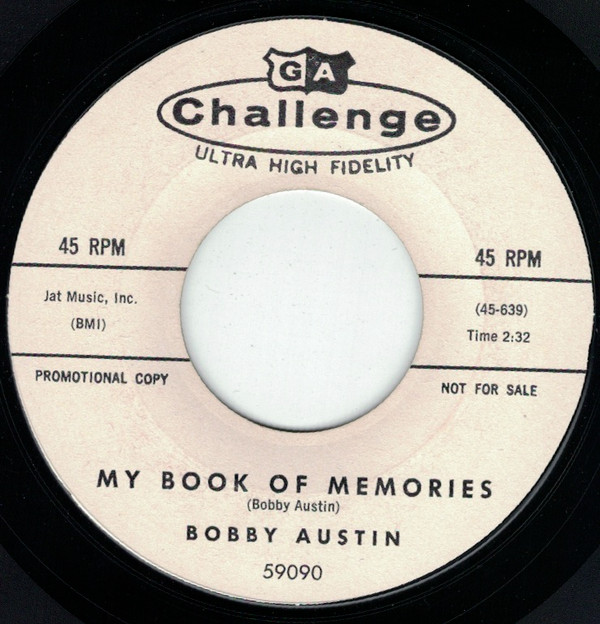 GA
Challenge
ULTRA HIGH FIDELITY
45 RPM
Jat Music, Inc.
(BMI)
PROMOTIONAL COPY
45 RPM
(45-639)
Time 2:32
NOT FOR SALE
MY BOOK OF MEMORIES
(Bobby Austin)
BOBBY AUSTIN
59090